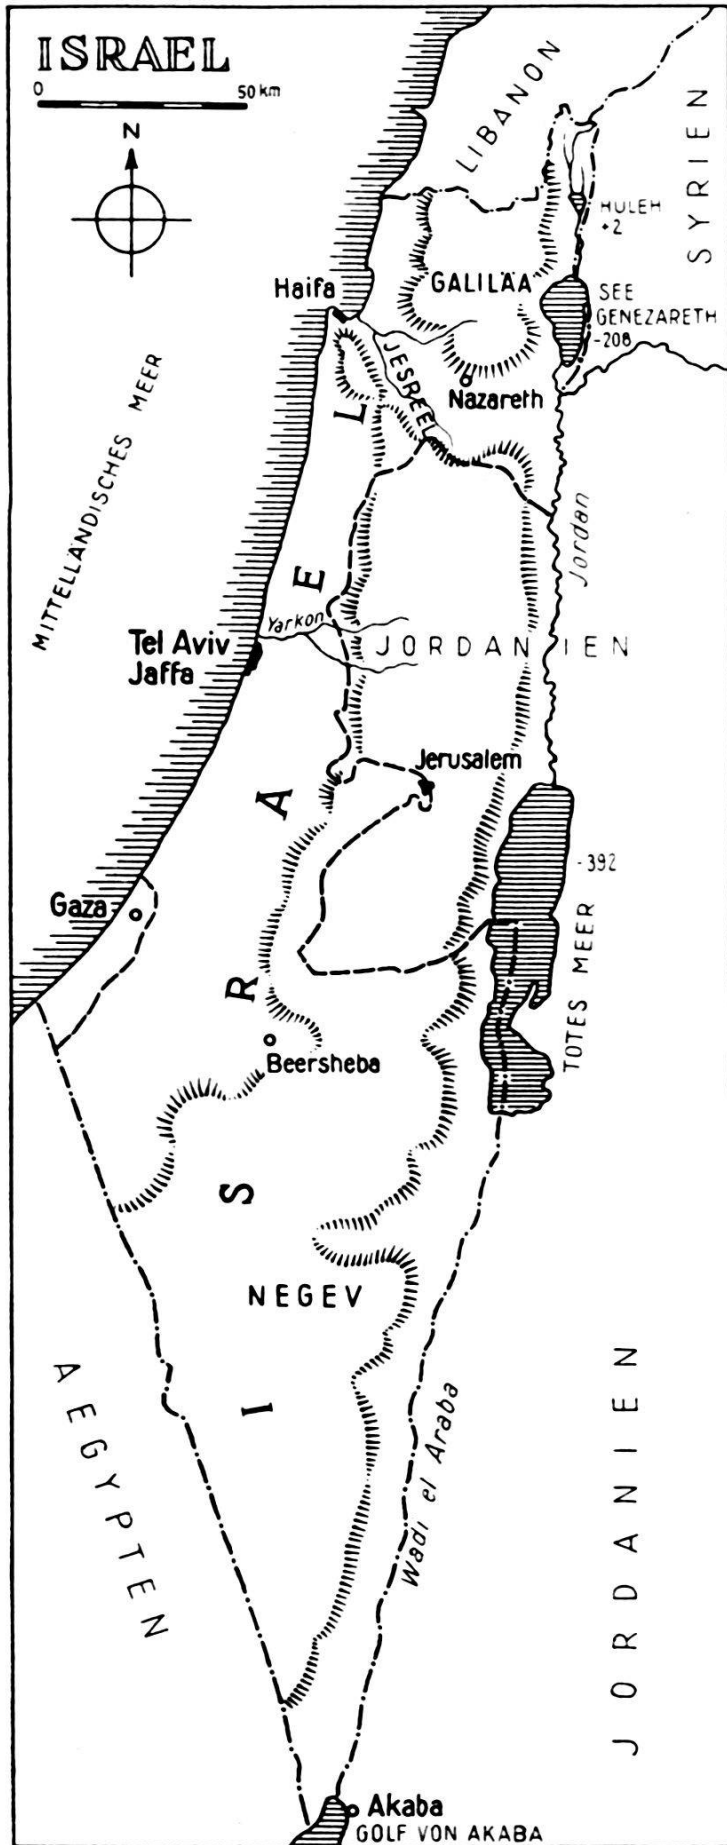 ISRAEL
0 50 km
N
LIBANON
SYRIEN
HULEH
+2
GALILÄA
SEE
GENEZARETH
-208
Haifa
JESREEL
Nazareth
MITTELLÄNDISCHES MEER
Jordan
Yarkon
Tel Aviv
Jaffa
JORDANIEN
Jerusalem
-392
Gaza
TOTES MEER
Beersheba
ISRAEL
NEGEV
AEGYPTEN
Wadi el Araba
JORDANIEN
Akaba
GOLF VON AKABA